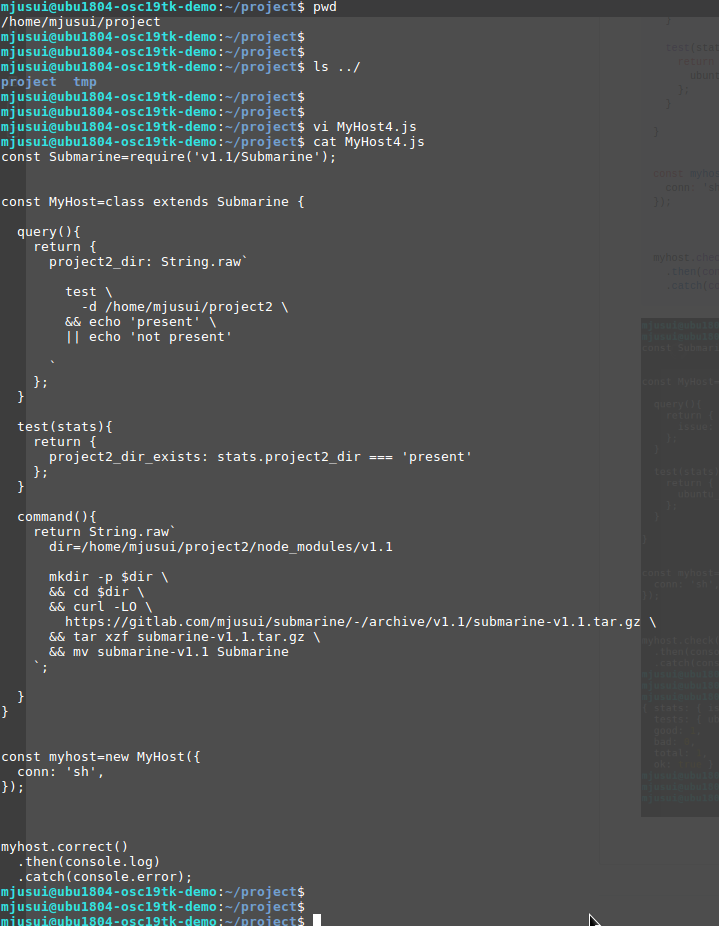 mjusui@ubu1804-osc19tk-demo:~/project$ pwd
/home/mjusui/project
mjusui@ubu1804-osc19tk-demo:~/project$
mjusui@ubu1804-osc19tk-demo:~/project$
mjusui@ubu1804-osc19tk-demo:~/project$ ls ../
project  tmp
mjusui@ubu1804-osc19tk-demo:~/project$
mjusui@ubu1804-osc19tk-demo:~/project$
mjusui@ubu1804-osc19tk-demo:~/project$ vi MyHost4.js
mjusui@ubu1804-osc19tk-demo:~/project$ cat MyHost4.js
const Submarine=require('v1.1/Submarine');
const MyHost=class extends Submarine {
  query(){
    return {
      project2_dir: String.raw`
        test \
          -d /home/mjusui/project2 \
        && echo 'present' \
        || echo 'not present'
      `
    };
  }
  test(stats){
    return {
      project2_dir_exists: stats.project2_dir === 'present'
    };
  }
  command(){
    return String.raw`
      dir=/home/mjusui/project2/node_modules/v1.1
      mkdir -p $dir \
      && cd $dir \
      && curl -LO \
        https://gitlab.com/mjusui/submarine/-/archive/v1.1/submarine-v1.1.tar.gz \
      && tar xzf submarine-v1.1.tar.gz \
      && mv submarine-v1.1 Submarine
    `;
  }
}
const myhost=new MyHost({
  conn: 'sh',
});
myhost.correct()
  .then(console.log)
  .catch(console.error);
mjusui@ubu1804-osc19tk-demo:~/project$
mjusui@ubu1804-osc19tk-demo:~/project$
mjusui@ubu1804-osc19tk-demo:~/project$